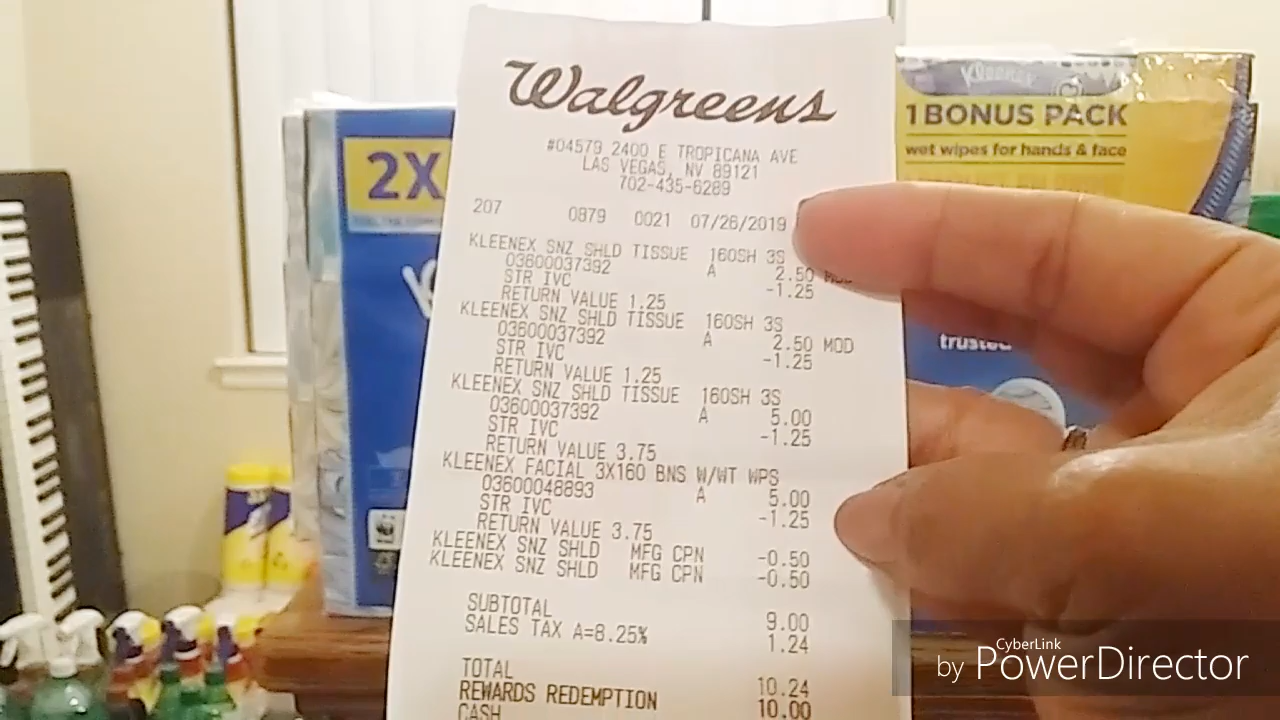 Walgreens
#04579 2400 E TROPICANA AVE
LAS VEGAS, NV 89121
702-435-6289
207 0879 0021 07/26/2019
KLEENEX SNZ SHLD TISSUE 160SH 3S
03600037392 A 2.50 MOD
STR IVC -1.25
RETURN VALUE 1.25
KLEENEX SNZ SHLD TISSUE 160SH 3S
03600037392 A 2.50 MOD
STR IVC -1.25
RETURN VALUE 1.25
KLEENEX SNZ SHLD TISSUE 160SH 3S
03600037392 A 5.00
STR IVC -1.25
RETURN VALUE 3.75
KLEENEX FACIAL 3X160 BNS W/WT WPS
03600048893 A 5.00
STR IVC -1.25
RETURN VALUE 3.75
KLEENEX SNZ SHLD MFG CPN -0.50
KLEENEX SNZ SHLD MFG CPN -0.50
SUBTOTAL 9.00
SALES TAX A=8.25% 1.24
TOTAL 10.24
REWARDS REDEMPTION 10.00
CASH
2X
Kleenex
1 BONUS PACK
wet wipes for hands & face
trusted
CyberLink
by PowerDirector